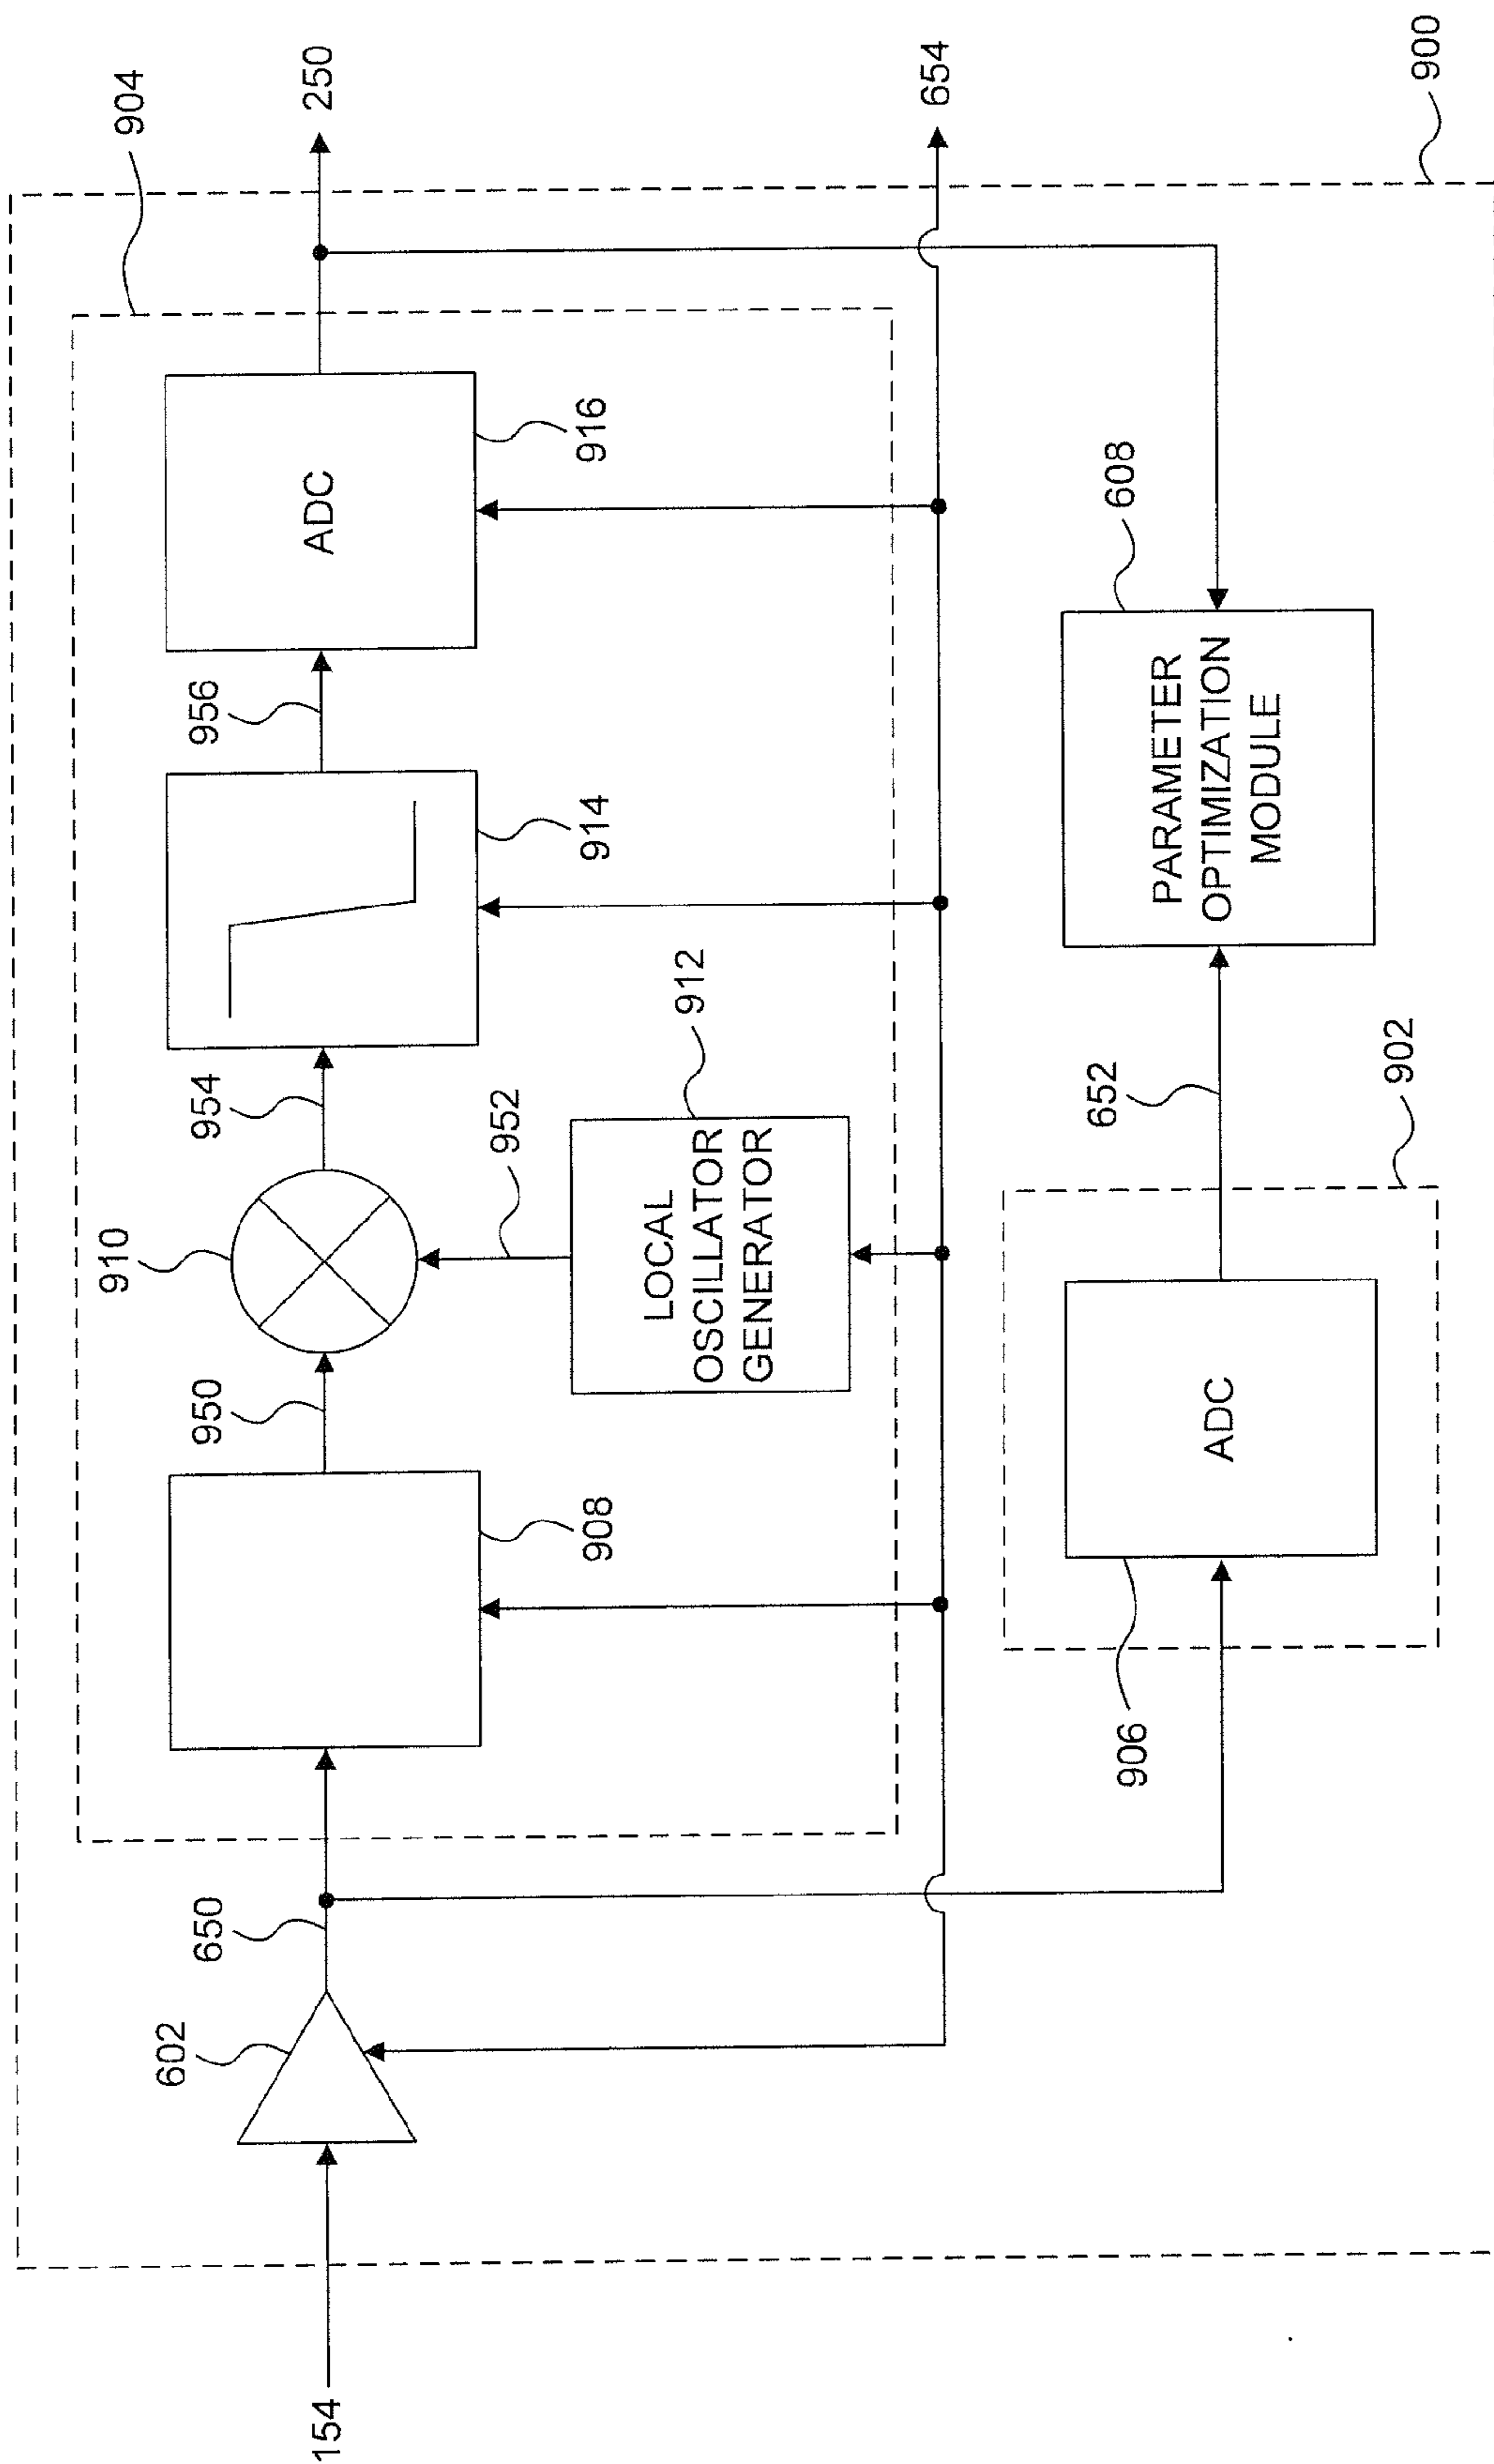 900
904
250
654
916
ADC
956
914
954
910
952
912
LOCAL
OSCILLATOR
GENERATOR
950
908
650
602
154
608
PARAMETER
OPTIMIZATION
MODULE
652
902
ADC
906